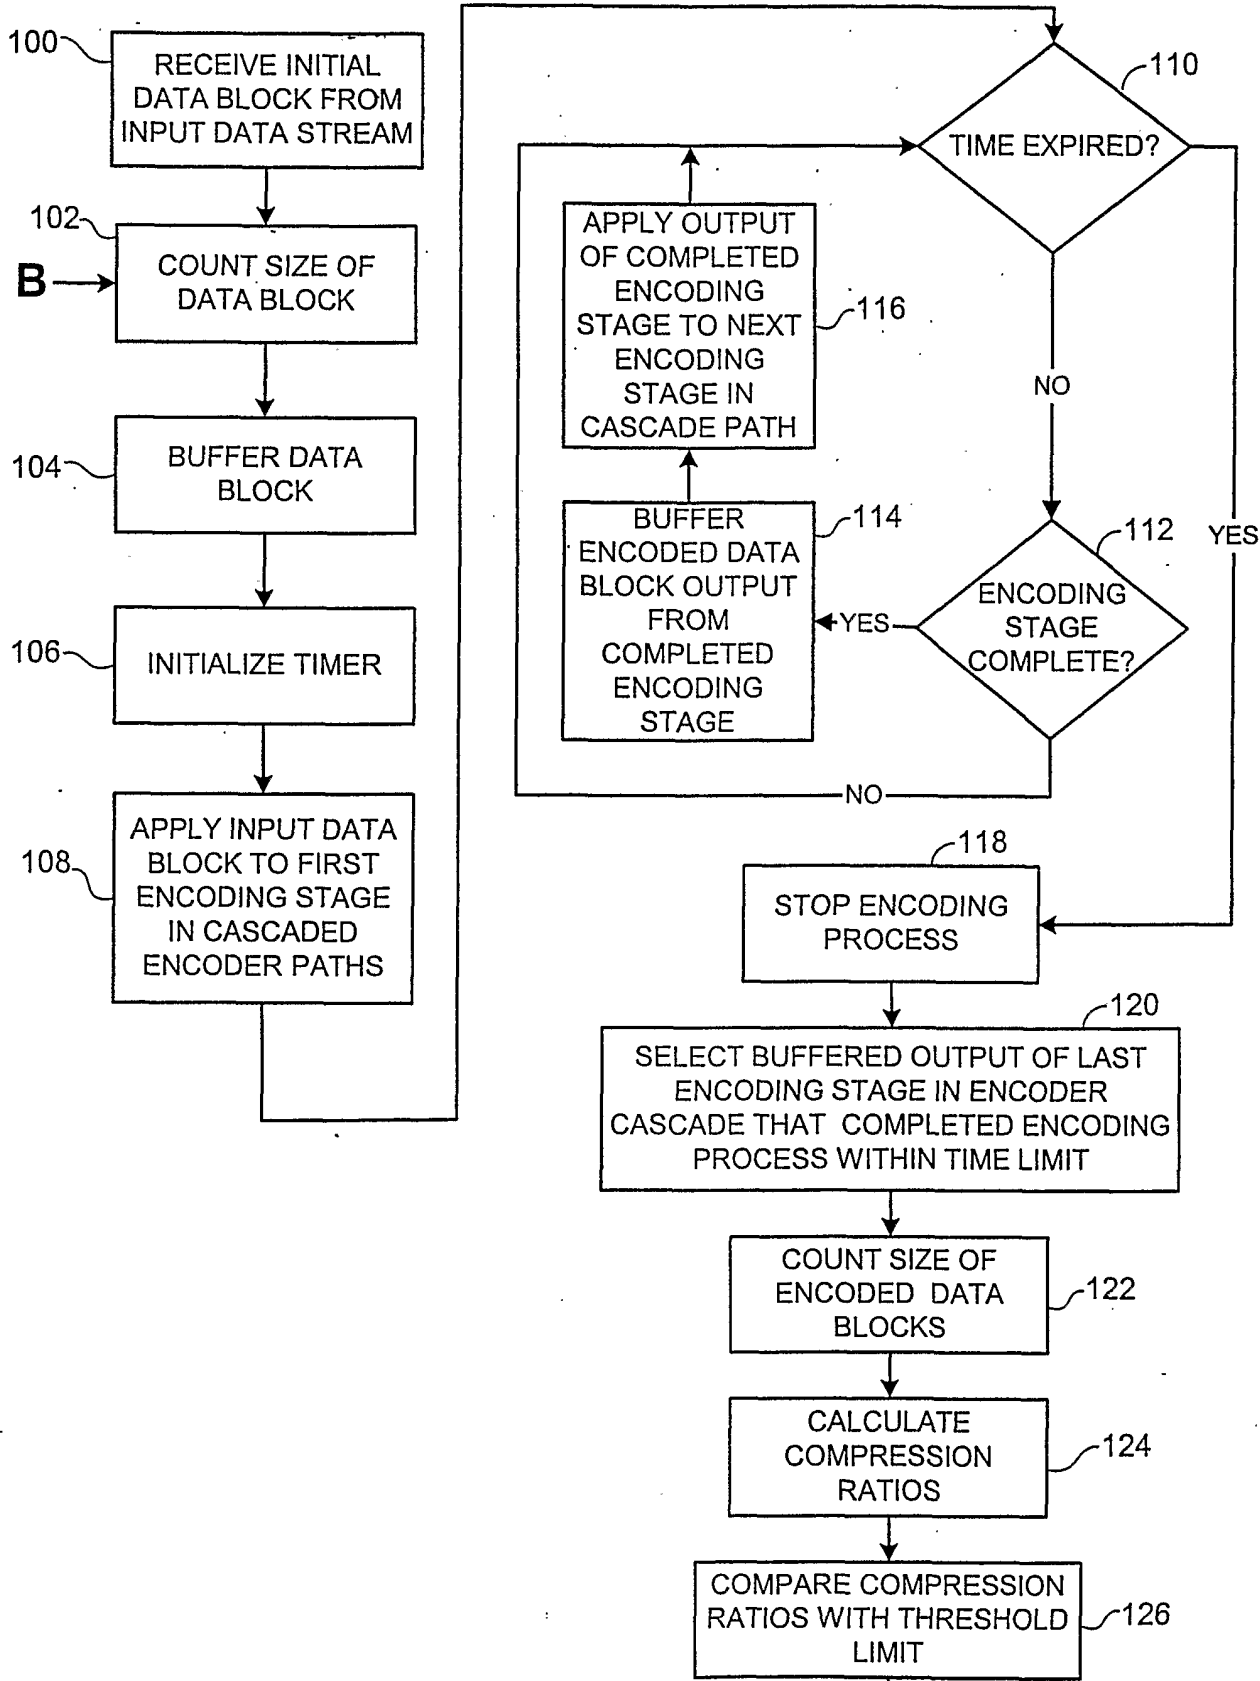 100
RECEIVE INITIAL
DATA BLOCK FROM
INPUT DATA STREAM
102
B
COUNT SIZE OF
DATA BLOCK
104
BUFFER DATA
BLOCK
106
INITIALIZE TIMER
108
APPLY INPUT DATA
BLOCK TO FIRST
ENCODING STAGE
IN CASCADED
ENCODER PATHS
110
TIME EXPIRED?
NO
YES
112
ENCODING
STAGE
COMPLETE?
YES
NO
114
BUFFER
ENCODED DATA
BLOCK OUTPUT
FROM
COMPLETED
ENCODING
STAGE
116
APPLY OUTPUT
OF COMPLETED
ENCODING
STAGE TO NEXT
ENCODING
STAGE IN
CASCADE PATH
118
STOP ENCODING
PROCESS
120
SELECT BUFFERED OUTPUT OF LAST
ENCODING STAGE IN ENCODER
CASCADE THAT COMPLETED ENCODING
PROCESS WITHIN TIME LIMIT
122
COUNT SIZE OF
ENCODED DATA
BLOCKS
124
CALCULATE
COMPRESSION
RATIOS
126
COMPARE COMPRESSION
RATIOS WITH THRESHOLD
LIMIT